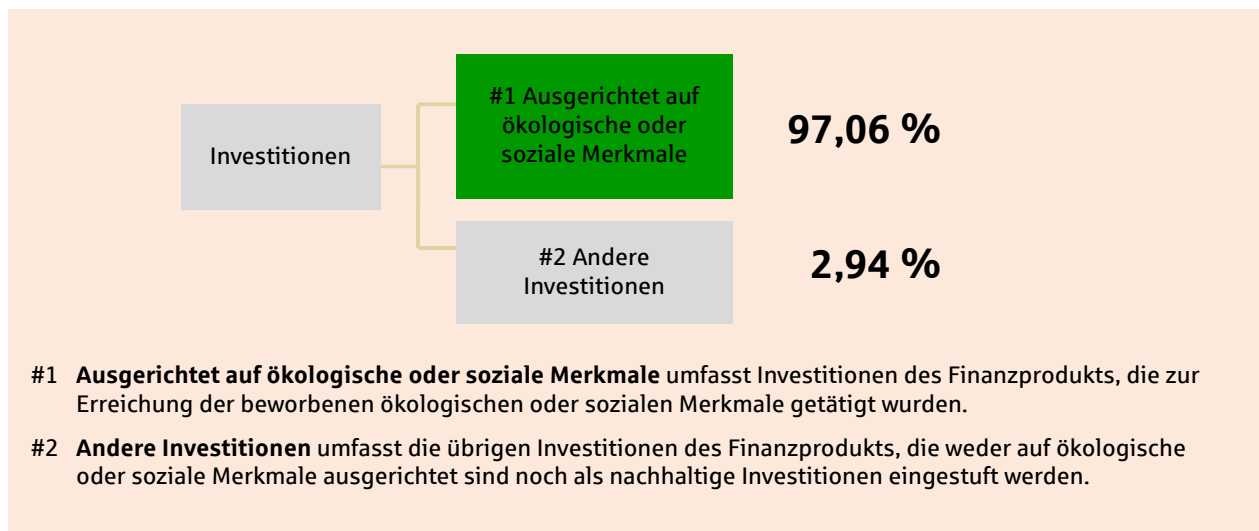 #1 Ausgerichtet auf
ökologische oder
soziale Merkmale
97,06 %
Investitionen
#2 Andere
Investitionen
2,94 %
#1 Ausgerichtet auf ökologische oder soziale Merkmale umfasst Investitionen des Finanzprodukts, die zur
Erreichung der beworbenen ökologischen oder sozialen Merkmale getätigt wurden.
#2 Andere Investitionen umfasst die übrigen Investitionen des Finanzprodukts, die weder auf ökologische
oder soziale Merkmale ausgerichtet sind noch als nachhaltige Investitionen eingestuft werden.